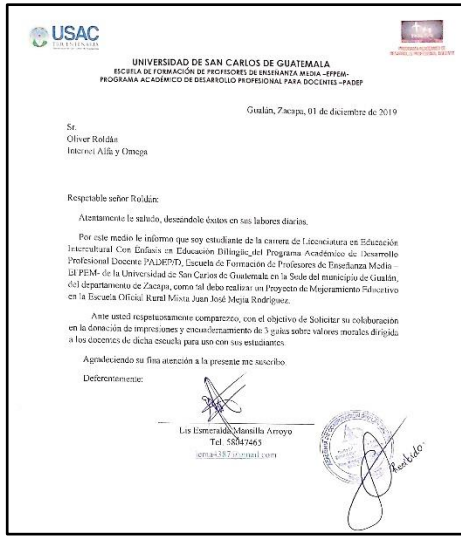 USAC
TRICENTENARIA
UNIVERSIDAD DE SAN CARLOS DE GUATEMALA
ESCUELA DE FORMACIÓN DE PROFESORES DE ENSEÑANZA MEDIA –EFPEM-
PROGRAMA ACADÉMICO DE DESARROLLO PROFESIONAL PARA DOCENTES –PADEP
Gualán, Zacapa, 01 de diciembre de 2019
Sr.
Oliver Roldán
Internet Alfa y Omega
Respetable señor Roldán:
Atentamente le saludo, deseándole éxitos en sus labores diarias.
Por este medio le informo que soy estudiante de la carrera de Licenciatura en Educación
Intercultural Con Énfasis en Educación Bilingüe del Programa Académico de Desarrollo
Profesional Docente PADEP/D, Escuela de Formación de Profesores de Enseñanza Media –
EFPEM- de la Universidad de San Carlos de Guatemala en la Sede del municipio de Gualán,
del departamento de Zacapa, como tal debo realizar un Proyecto de Mejoramiento Educativo
en la Escuela Oficial Rural Mixta Juan José Mejía Rodríguez.
Ante usted respetuosamente comparezco, con el objetivo de Solicitar su colaboración
en la donación de impresiones y encuadernamiento de 3 guías sobre valores morales dirigida
a los docentes de dicha escuela para uso con sus estudiantes.
Agradeciendo su fina atención a la presente me suscribo
Deferentemente:
Lis Esmeralda Mansilla Arroyo
Tel. 58047465
Recibido.